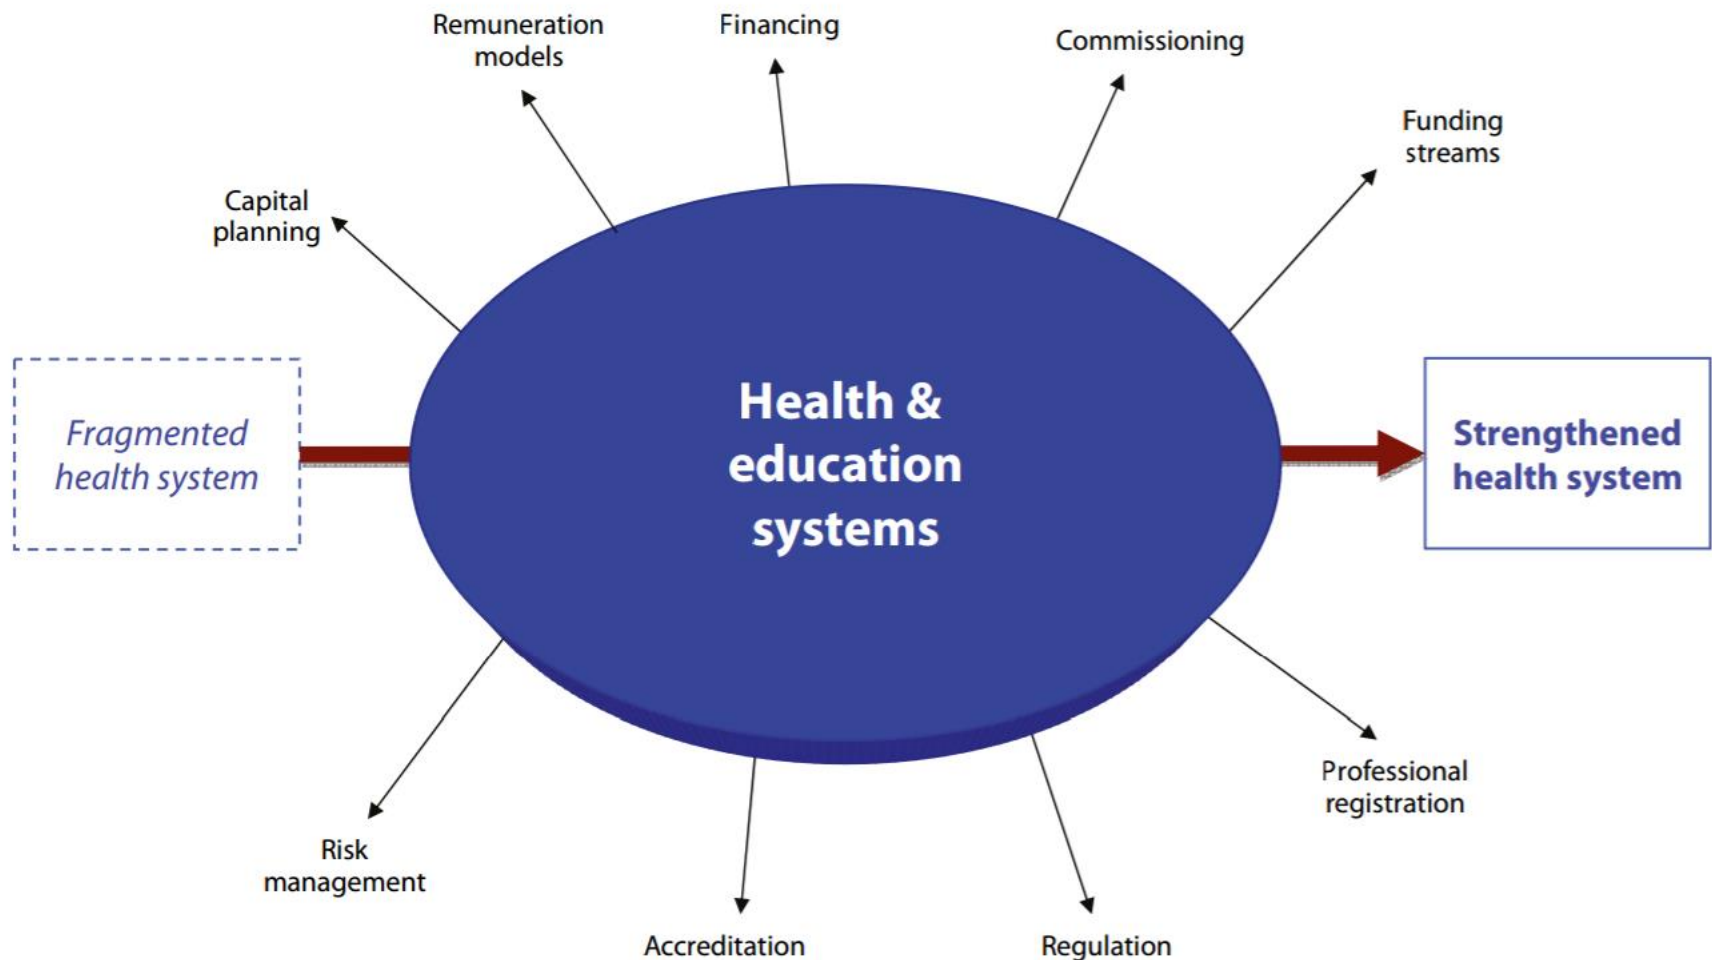 Remuneration
models
Financing
Commissioning
Funding
streams
Capital
planning
Fragmented
health system
Health &
education
systems
Strengthened
health system
Professional
registration
Risk
management
Accreditation
Regulation